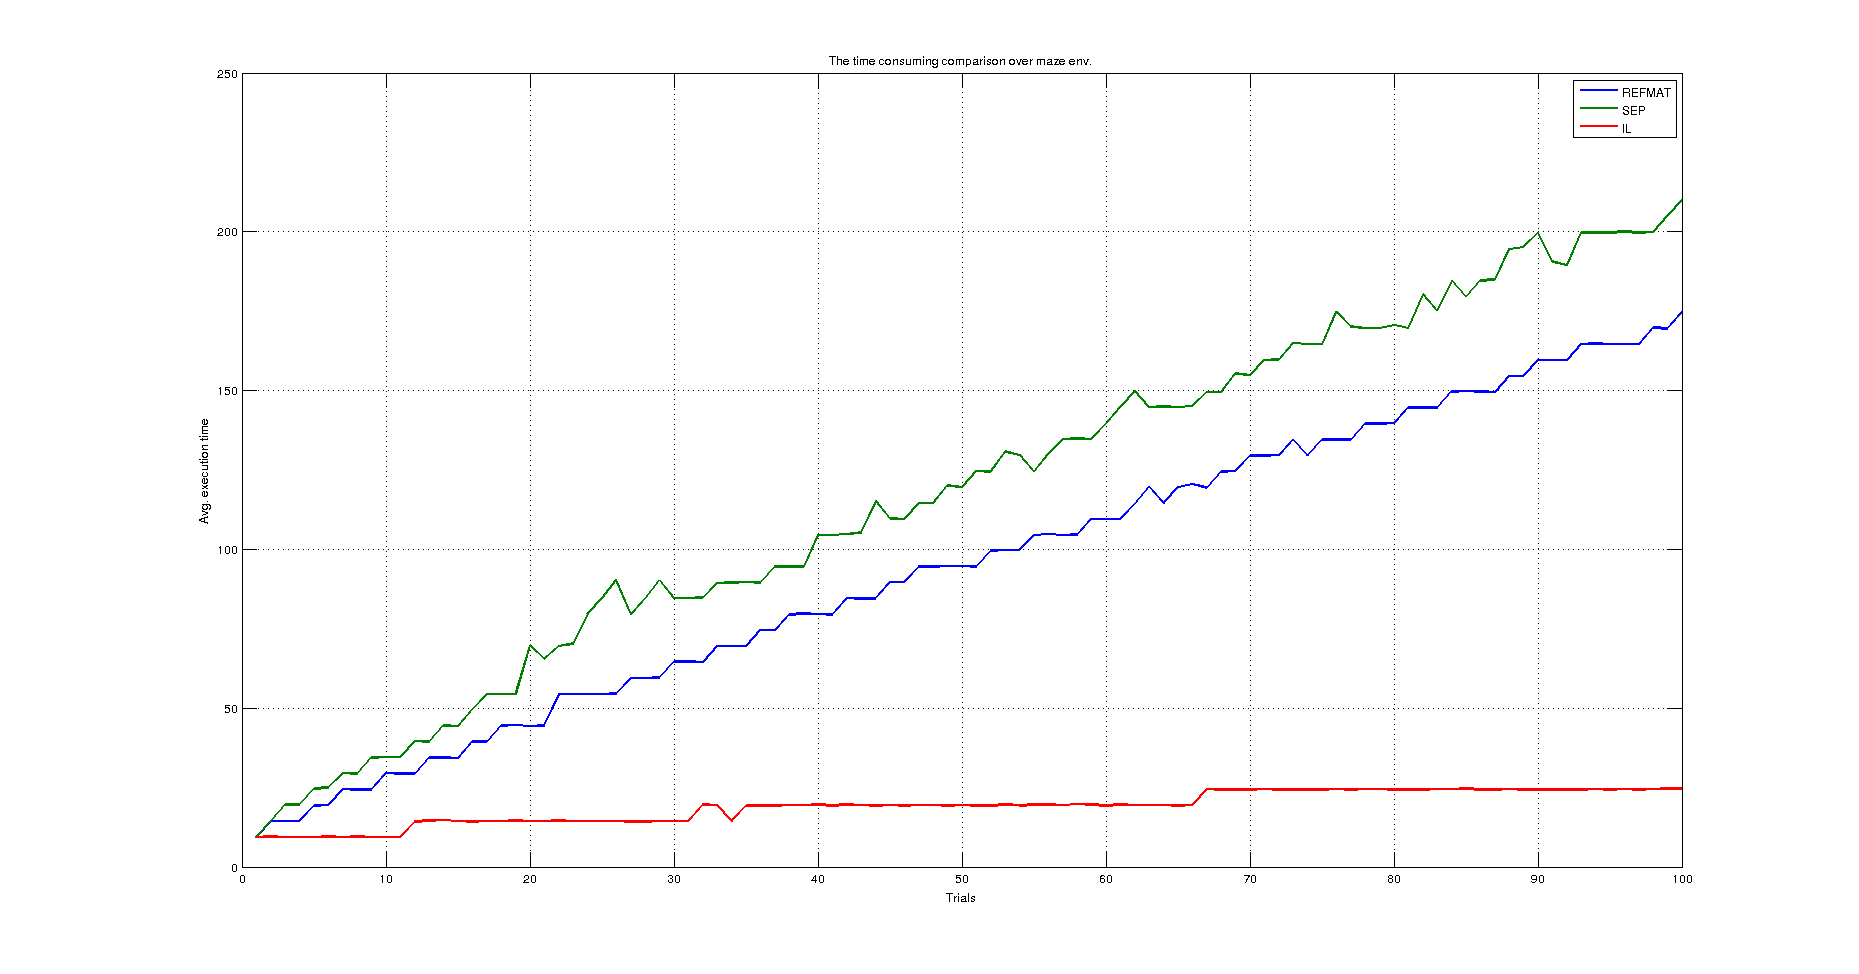 The time consuming comparison over maze env.
250
200
150
100
50
0
Avg. execution time
REFMAT
SEP
IL
0 10 20 30 40 50 60 70 80 90 100
Trials